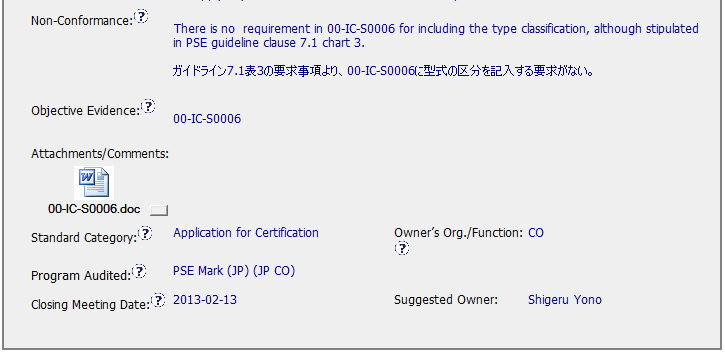 Non-Conformance:?
There is no requirement in 00-IC-S0006 for including the type classification, although stipulated
in PSE guideline clause 7.1 chart 3.
ガイドライン7.1表3の要求事項より、00-IC-S0006に型式の区分を記入する要求がない。
Objective Evidence:?
00-IC-S0006
Attachments/Comments:
W
00-IC-S0006.doc
Standard Category:? Application for Certification Owner's Org./Function: CO
?
Program Audited:? PSE Mark (JP) (JP CO)
Closing Meeting Date:? 2013-02-13 Suggested Owner: Shigeru Yono